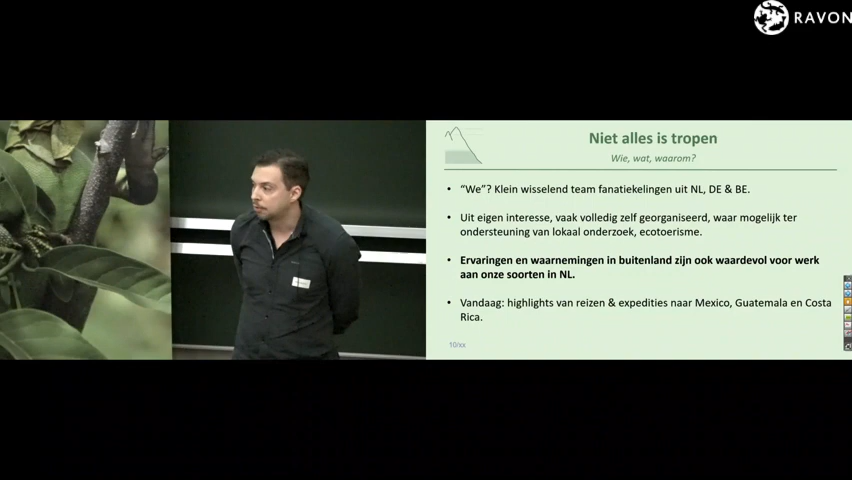 RAVON
Niet alles is tropen
Wie, wat, waarom?
• “We”? Klein wisselend team fanatiekelingen uit NL, DE & BE.
• Uit eigen interesse, vaak volledig zelf georganiseerd, waar mogelijk ter
ondersteuning van lokaal onderzoek, ecotoerisme.
• Ervaringen en waarnemingen in buitenland zijn ook waardevol voor werk
aan onze soorten in NL.
• Vandaag: highlights van reizen & expedities naar Mexico, Guatemala en Costa
Rica.
10/xx